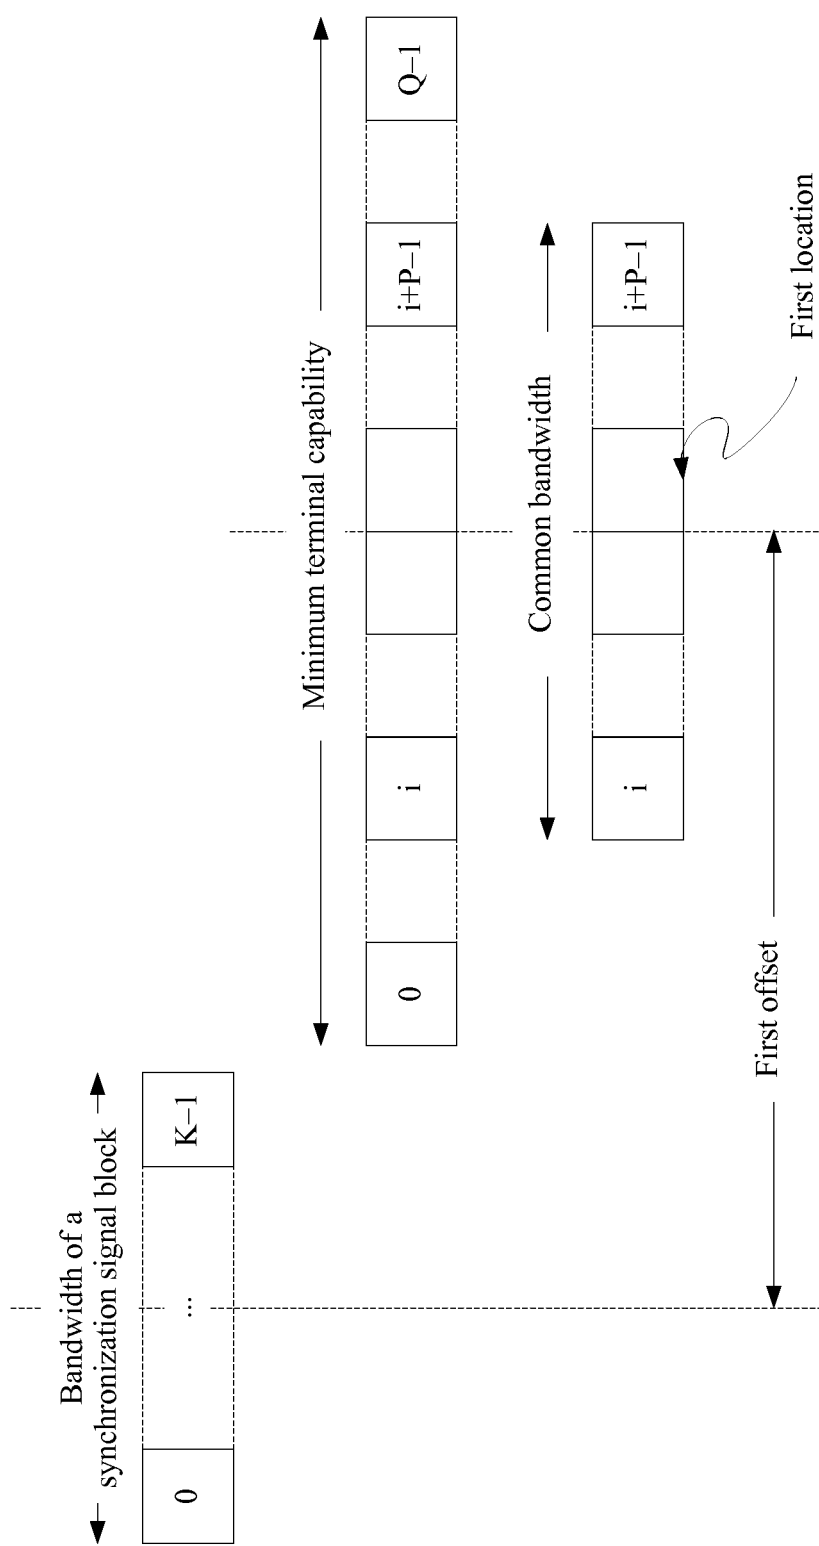 Bandwidth of a
synchronization signal block
0
...
K–1
Minimum terminal capability
0
i
i+P–1
Q–1
Common bandwidth
i
i+P–1
First location
First offset